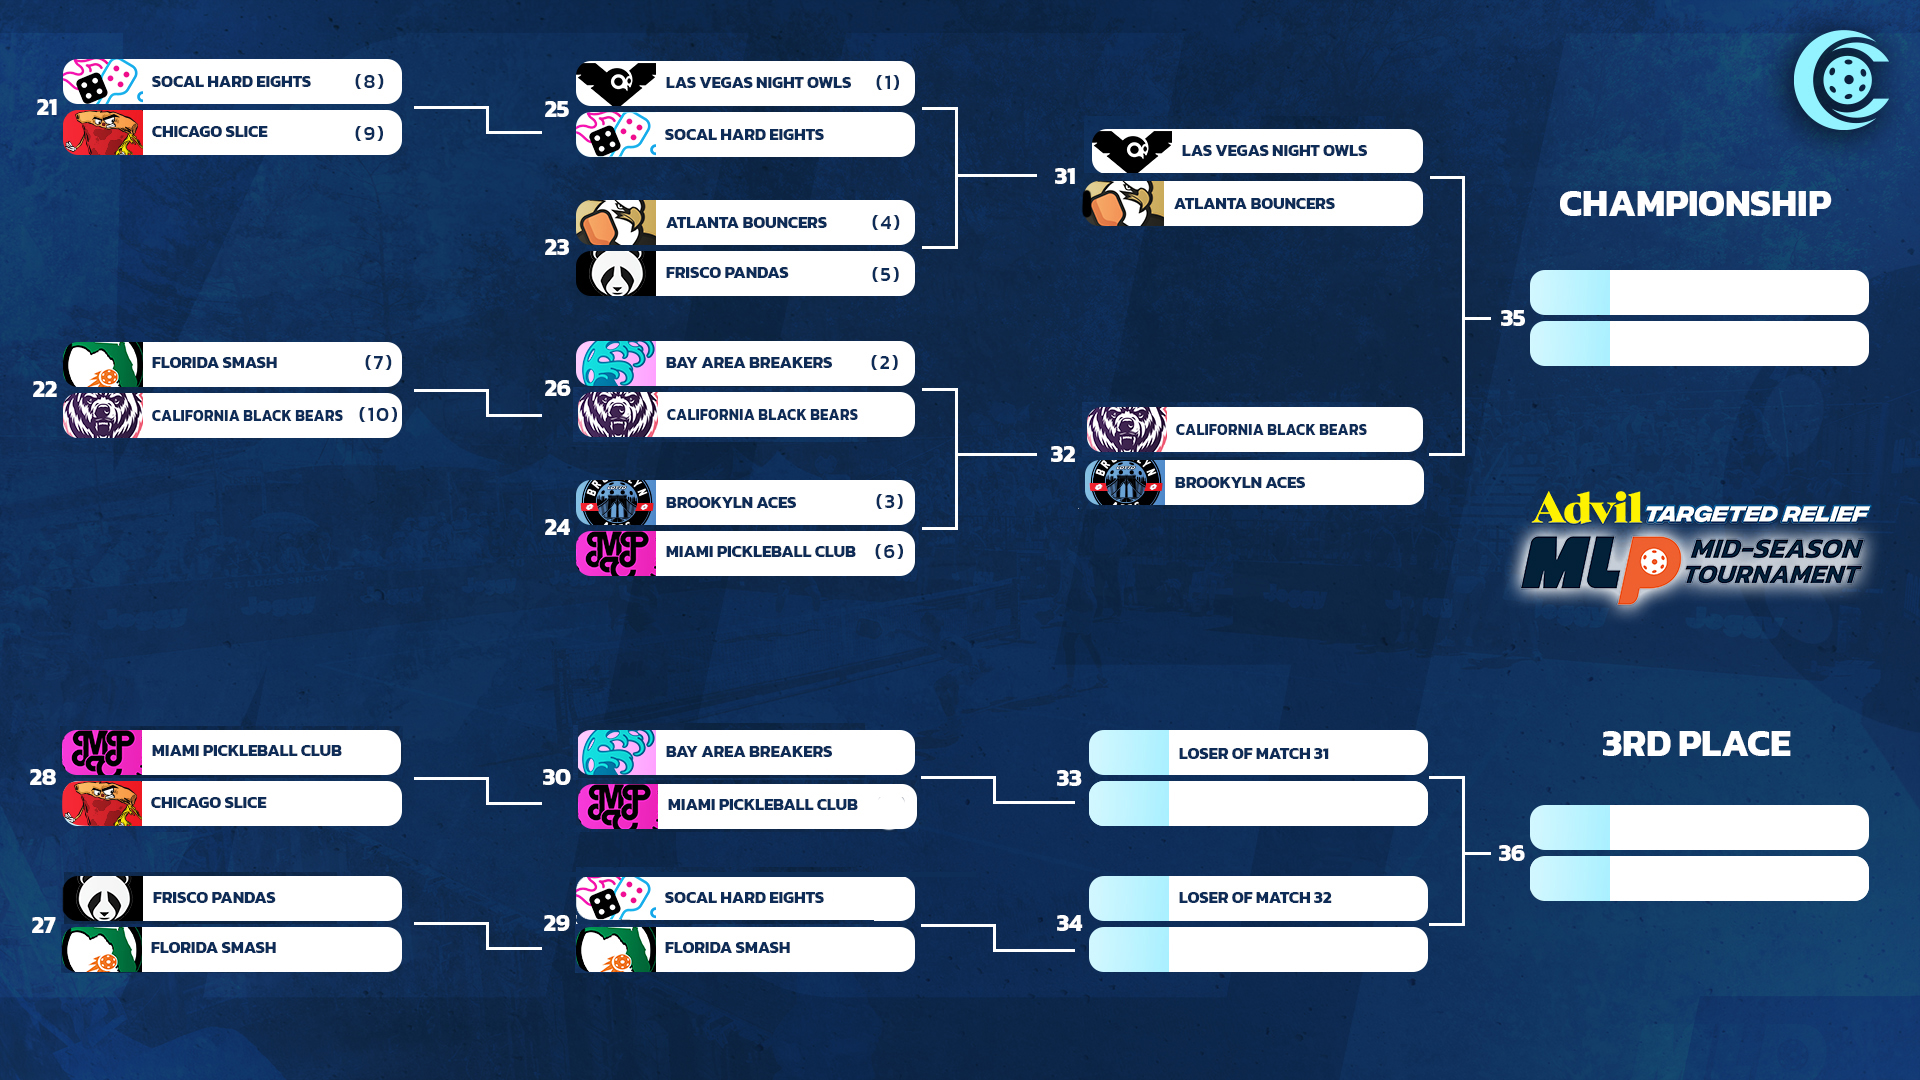 21
SOCAL HARD EIGHTS (8)
CHICAGO SLICE (9)
22
FLORIDA SMASH (7)
CALIFORNIA BLACK BEARS (10)
25
LAS VEGAS NIGHT OWLS (1)
SOCAL HARD EIGHTS
23
ATLANTA BOUNCERS (4)
FRISCO PANDAS (5)
26
BAY AREA BREAKERS (2)
CALIFORNIA BLACK BEARS
24
BROOKYLN ACES (3)
MIAMI PICKLEBALL CLUB (6)
31
LAS VEGAS NIGHT OWLS
ATLANTA BOUNCERS
32
CALIFORNIA BLACK BEARS
BROOKYLN ACES
CHAMPIONSHIP
35
Advil TARGETED RELIEF
MLP MID-SEASON
TOURNAMENT
28
MIAMI PICKLEBALL CLUB
CHICAGO SLICE
27
FRISCO PANDAS
FLORIDA SMASH
30
BAY AREA BREAKERS
MIAMI PICKLEBALL CLUB
29
SOCAL HARD EIGHTS
FLORIDA SMASH
33
LOSER OF MATCH 31
34
LOSER OF MATCH 32
3RD PLACE
36